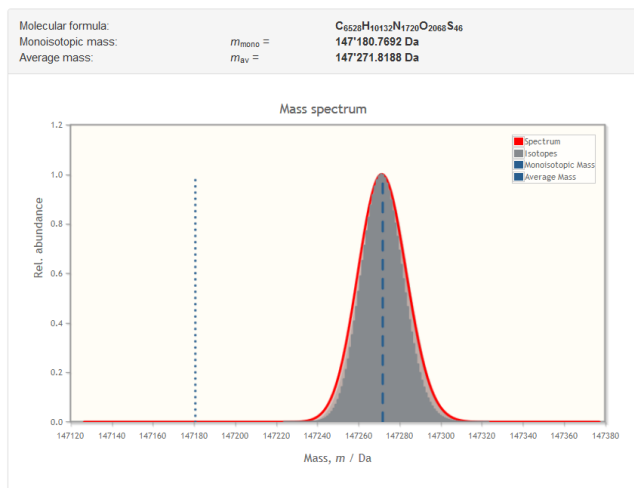 Molecular formula: C₆₅₂₈H₁₀₁₃₂N₁₇₂₀O₂₀₆₈S₄₆
Monoisotopic mass: m_mono = 147'180.7692 Da
Average mass: m_av = 147'271.8188 Da
Mass spectrum
1.2
1.0
0.8
0.6
0.4
0.2
0.0
Rel. abundance
Spectrum
Isotopes
Monoisotopic Mass
Average Mass
147120 147140 147160 147180 147200 147220 147240 147260 147280 147300 147320 147340 147360 147380
Mass, m / Da